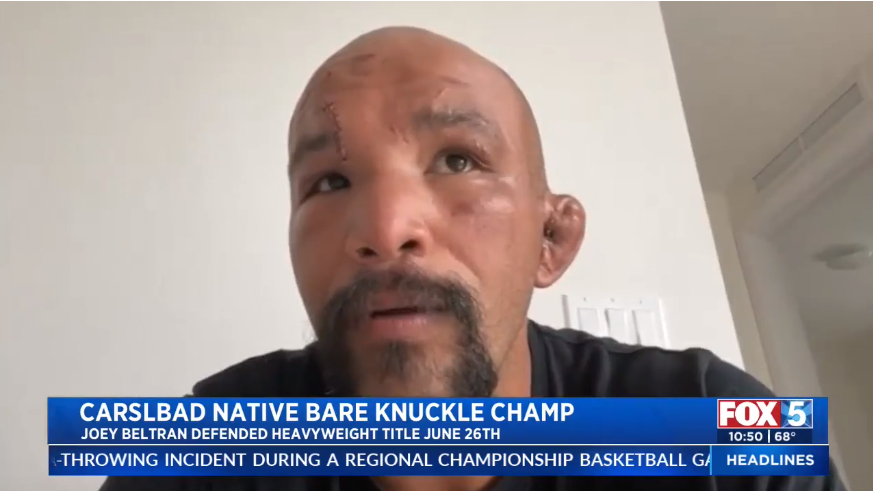 CARSLBAD NATIVE BARE KNUCKLE CHAMP
JOEY BELTRAN DEFENDED HEAVYWEIGHT TITLE JUNE 26TH
FOX 5
10:50 | 68°
-THROWING INCIDENT DURING A REGIONAL CHAMPIONSHIP BASKETBALL
HEADLINES